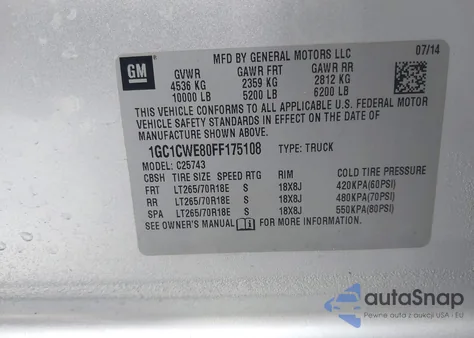 GM
MFD BY GENERAL MOTORS LLC 07/14
GVWR GAWR FRT GAWR RR
4536 KG 2359 KG 2812 KG
10000 LB 5200 LB 6200 LB
THIS VEHICLE CONFORMS TO ALL APPLICABLE U.S. FEDERAL MOTOR
VEHICLE SAFETY STANDARDS IN EFFECT ON THE DATE OF
MANUFACTURE SHOWN ABOVE.
1GC1CWE80FF175108 TYPE: TRUCK
MODEL: C25743
CBSH TIRE SIZE SPEED RTG RIM COLD TIRE PRESSURE
FRT LT265/70R18E S 18X8J 420KPA(60PSI)
RR LT265/70R18E S 18X8J 480KPA(70PSI)
SPA LT265/70R18E S 18X8J 550KPA(80PSI)
SEE OWNER'S MANUAL FOR MORE INFORMATION.
autoSnap
Pewne auta z aukcji USA